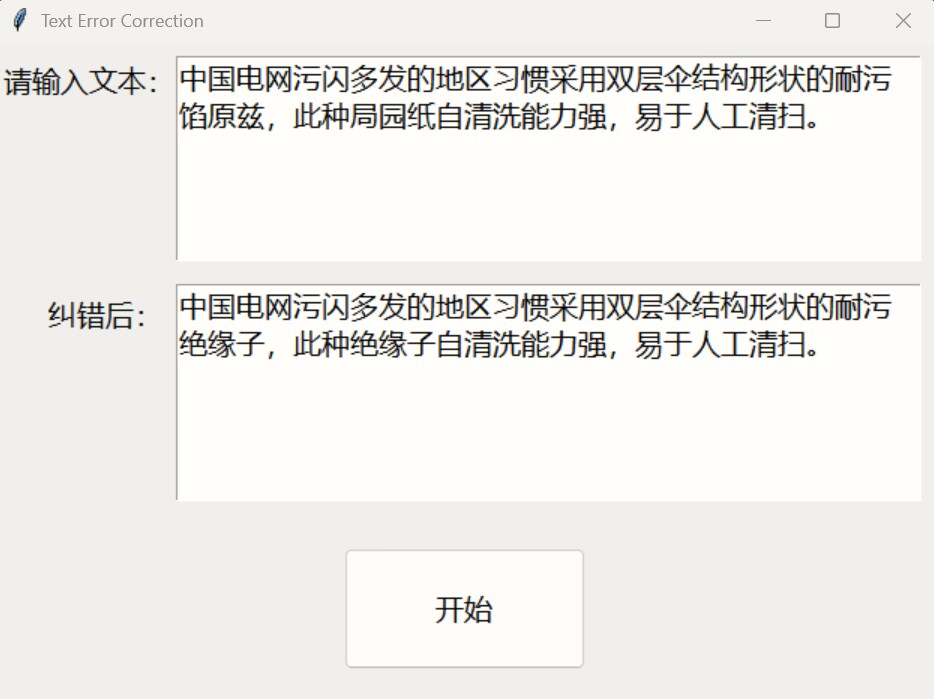 Text Error Correction
请输入文本：
中国电网污闪多发的地区习惯采用双层伞结构形状的耐污
馅原兹，此种局园纸自清洗能力强，易于人工清扫。
纠错后：
中国电网污闪多发的地区习惯采用双层伞结构形状的耐污
绝缘子，此种绝缘子自清洗能力强，易于人工清扫。
开始